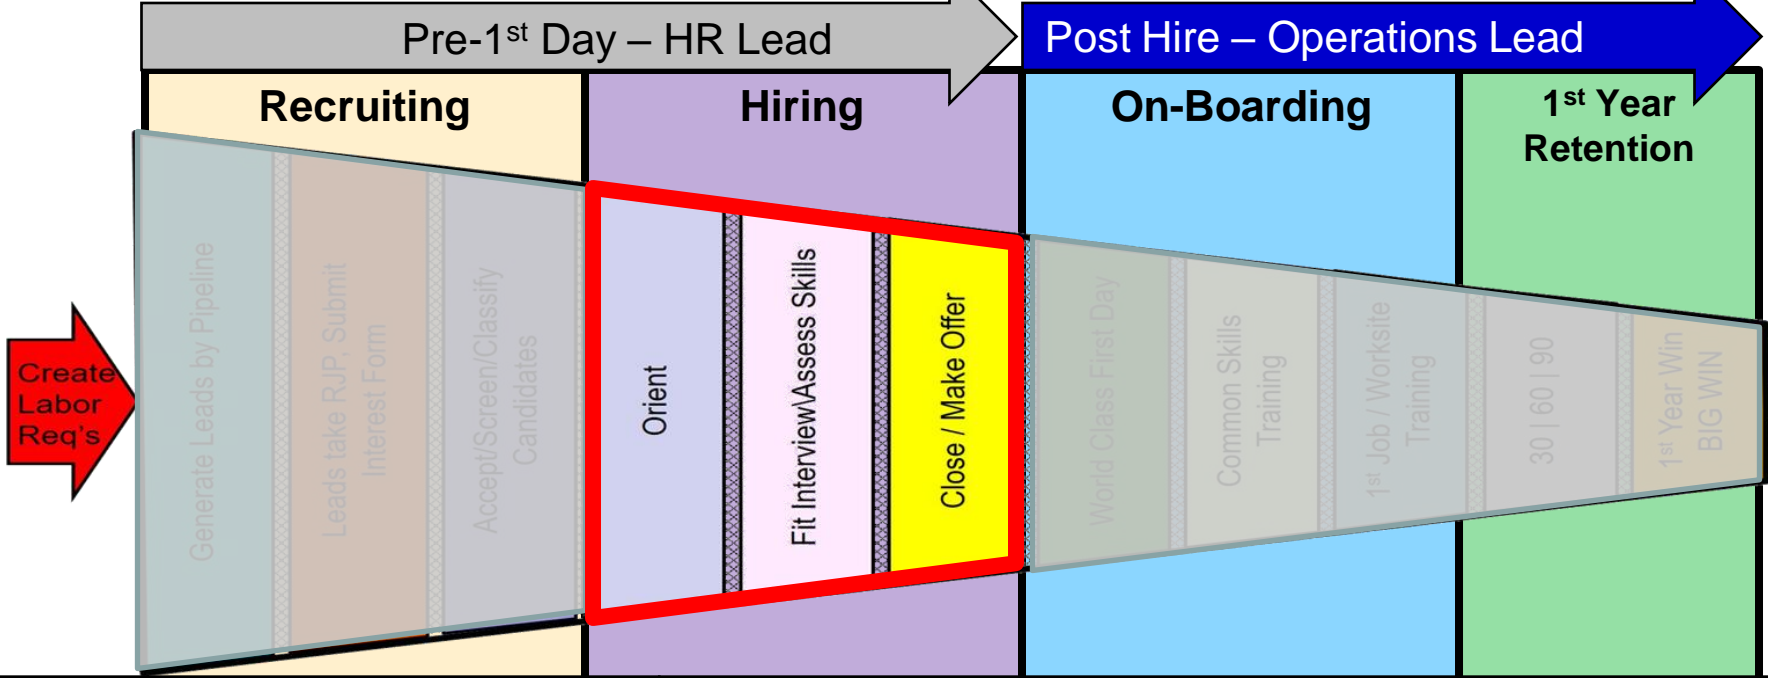 Pre-1st Day – HR Lead
Post Hire – Operations Lead
Recruiting
Hiring
On-Boarding
1st Year
Retention
Create
Labor
Req's
Generate Leads by Pipeline
Leads take RJP, Submit
Interest Form
Accept/Screen/Classify
Candidates
Orient
Fit Interview\Assess Skills
Close / Make Offer
World Class First Day
Common Skills
Training
1st Job / Worksite
Training
30 | 60 | 90
1st Year Win
BIG WIN